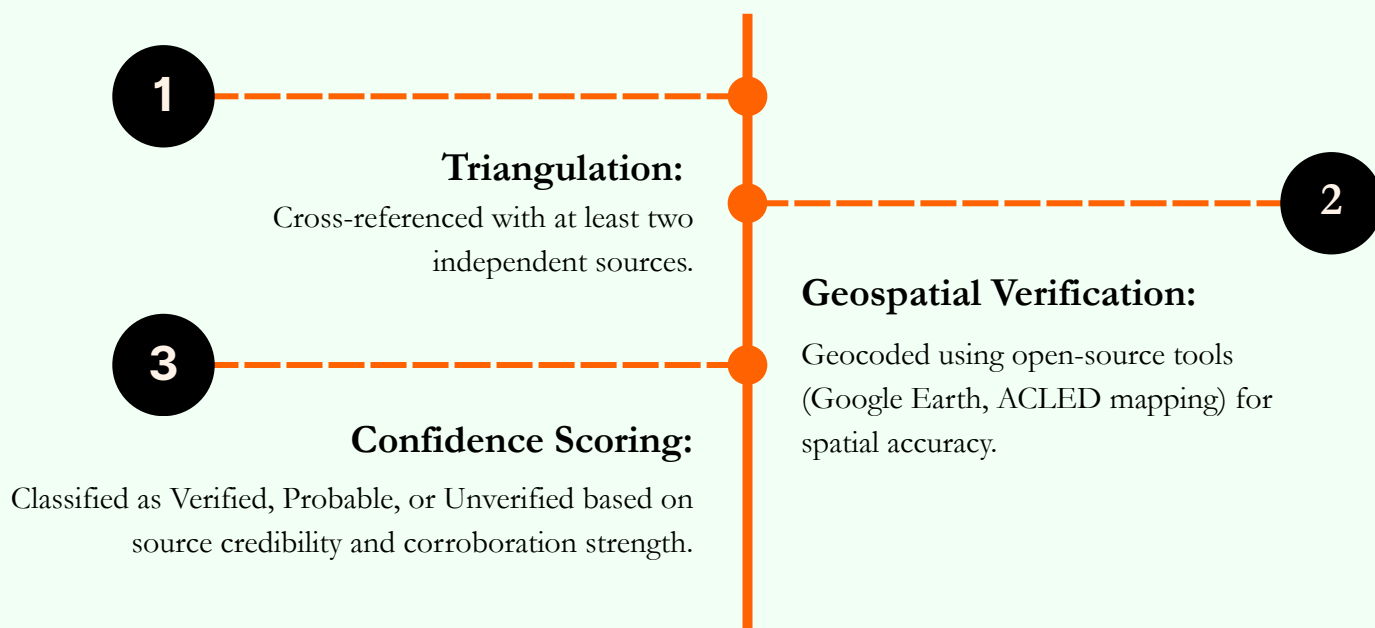 1
Triangulation:
Cross-referenced with at least two
independent sources.
2
Geospatial Verification:
Geocoded using open-source tools
(Google Earth, ACLED mapping) for
spatial accuracy.
3
Confidence Scoring:
Classified as Verified, Probable, or Unverified based on
source credibility and corroboration strength.